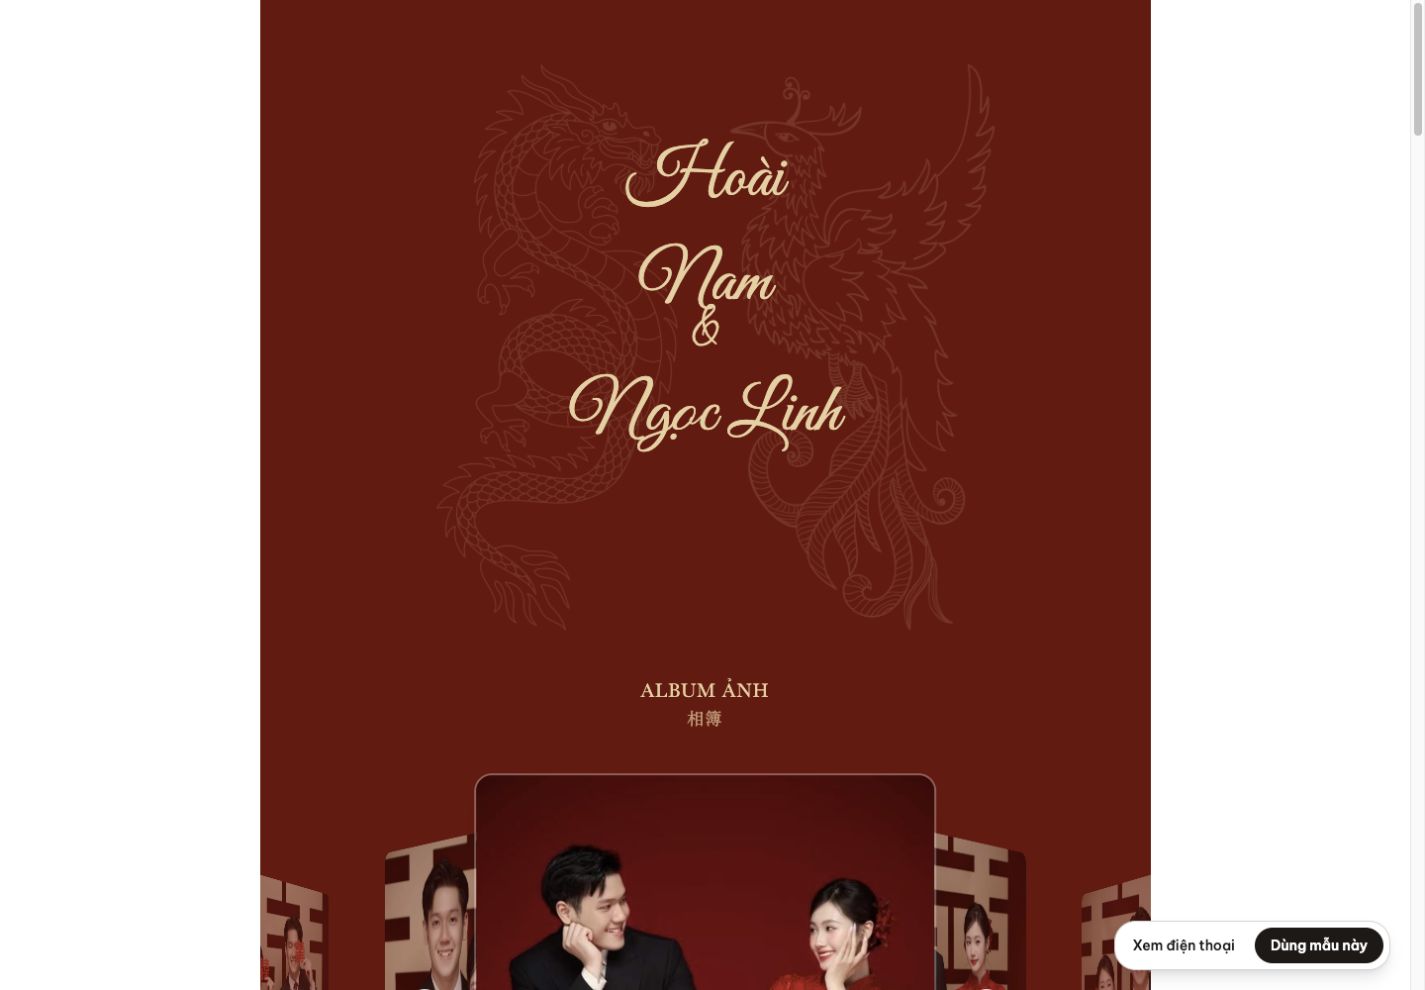 Hoài
Nam
&
Ngọc Linh
ALBUM ẢNH
相簿
Xem điện thoại
Dùng mẫu này